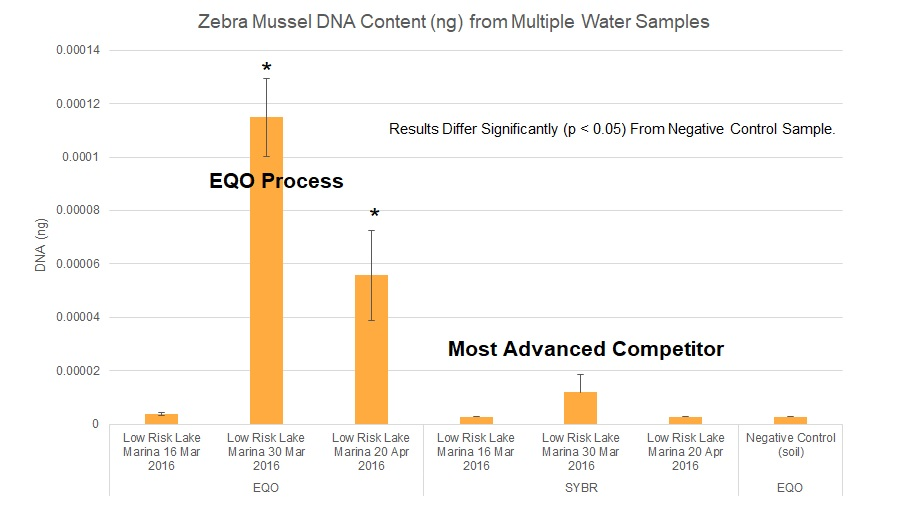 Zebra Mussel DNA Content (ng) from Multiple Water Samples
0.00014
*
0.00012
Results Differ Significantly (p < 0.05) From Negative Control Sample.
0.0001
EQO Process
0.00008
*
DNA (ng)
0.00006
0.00004
Most Advanced Competitor
0.00002
0
Low Risk Lake
Marina 16 Mar
2016
Low Risk Lake
Marina 30 Mar
2016
Low Risk Lake
Marina 20 Apr
2016
Low Risk Lake
Marina 16 Mar
2016
Low Risk Lake
Marina 30 Mar
2016
Low Risk Lake
Marina 20 Apr
2016
Negative Control
(soil)
EQO
SYBR
EQO